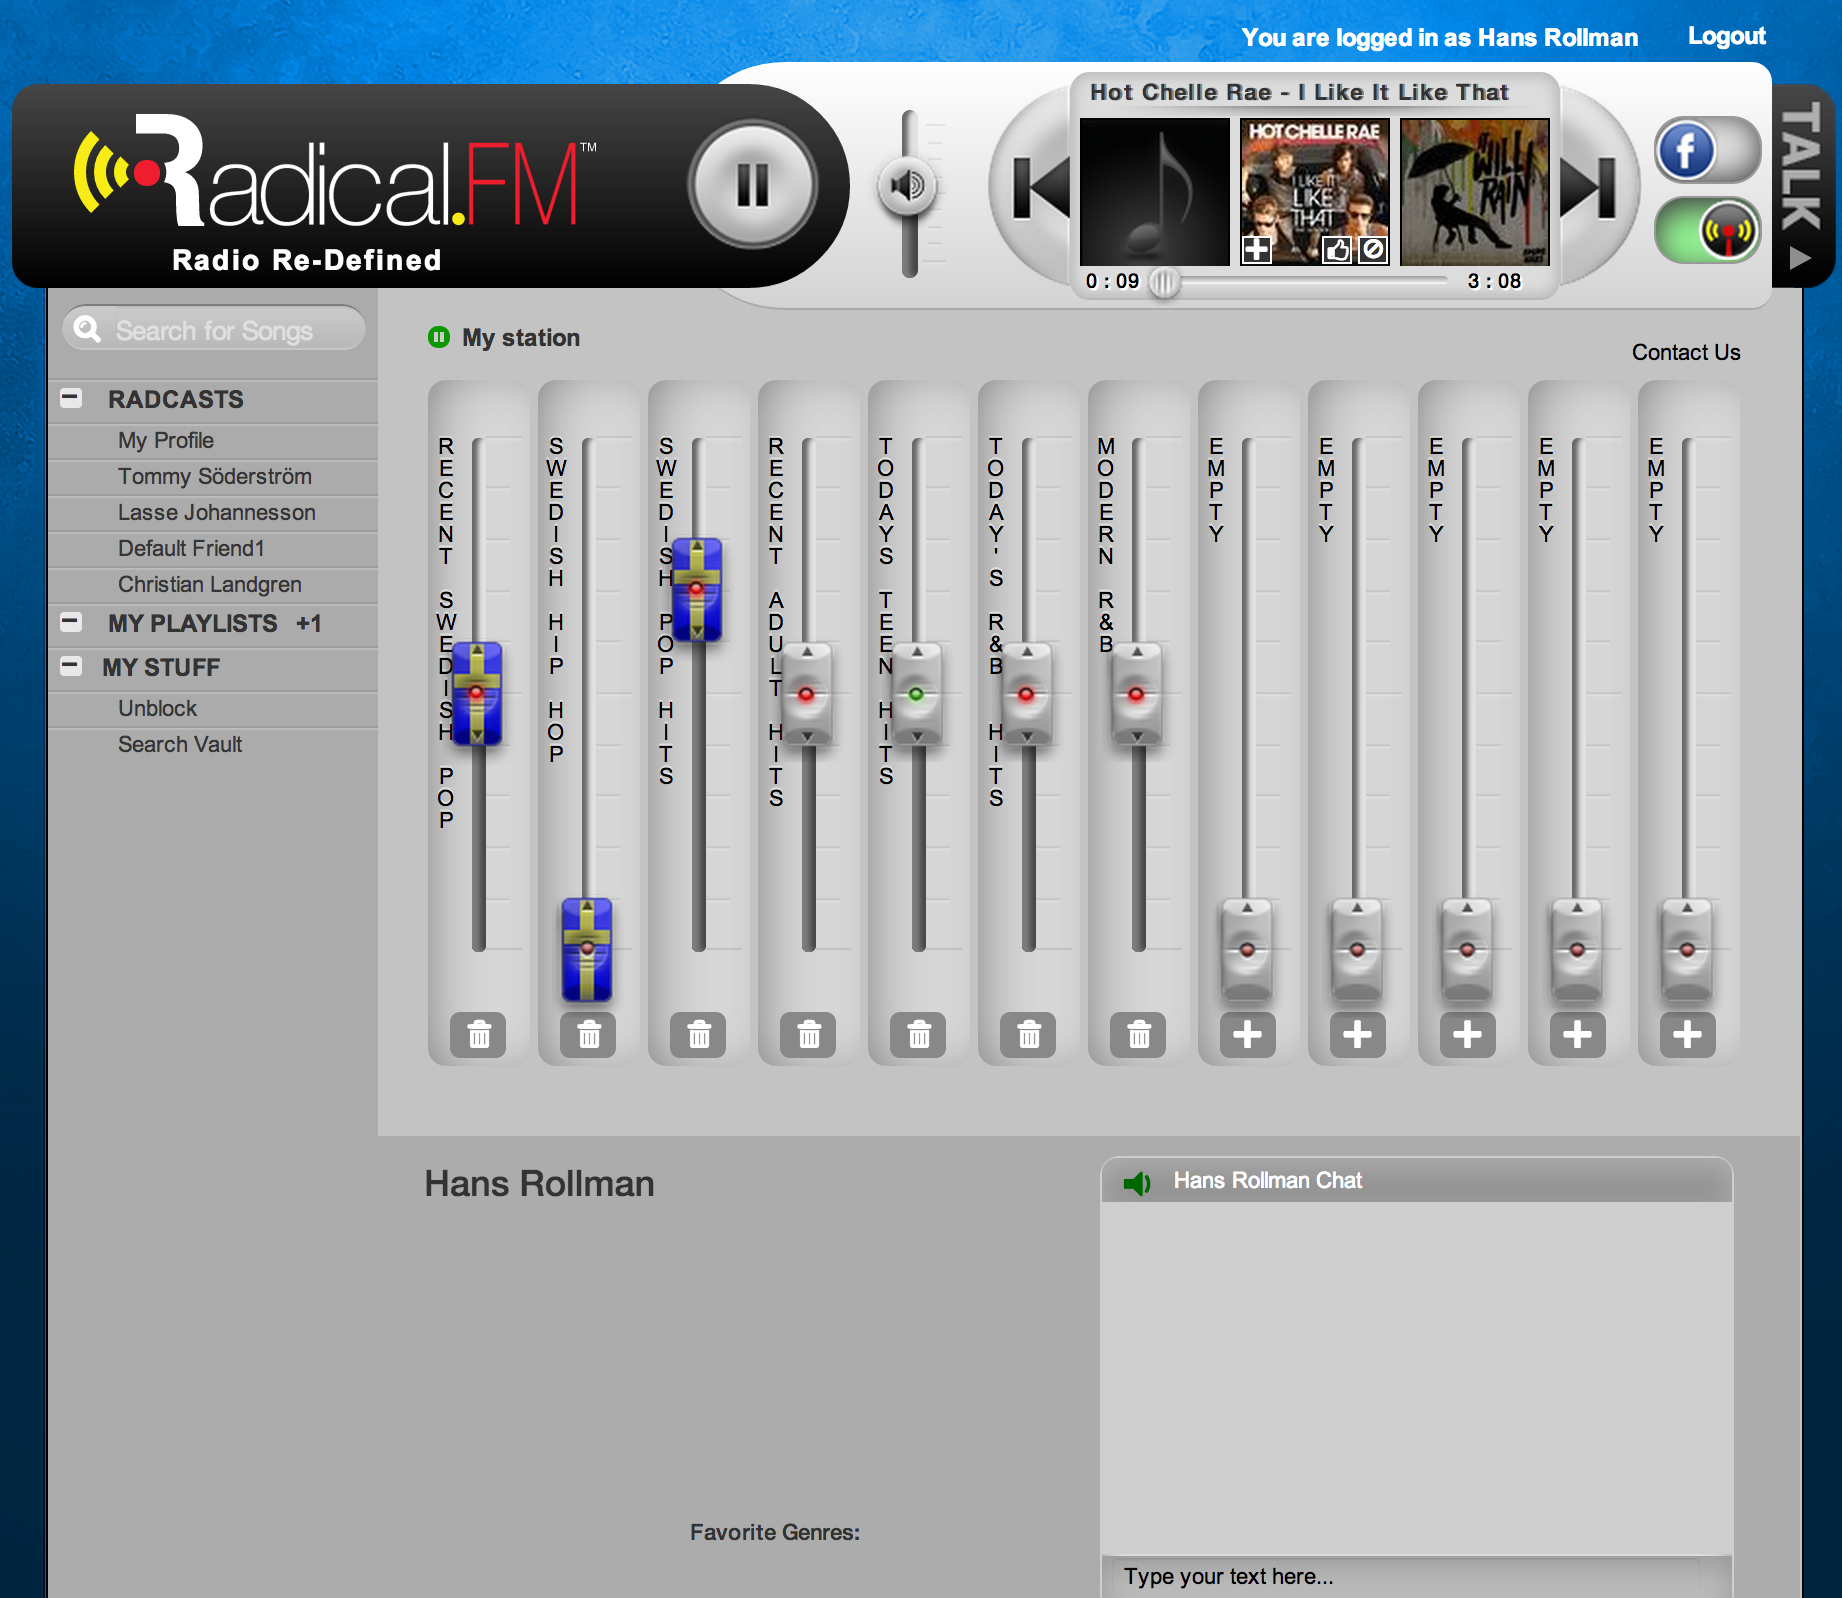 You are logged in as Hans Rollman
Logout
Radical.FM™
Radio Re-Defined
Hot Chelle Rae - I Like It Like That
HOT CHELLE RAE
I LIKE IT
LIKE
THAT
0 : 09
3 : 08
f
TALK
Search for Songs
My station
Contact Us
RADCASTS
My Profile
Tommy Söderström
Lasse Johannesson
Default Friend1
Christian Landgren
MY PLAYLISTS +1
MY STUFF
Unblock
Search Vault
RECENT SWEDISH POP
SWEDISH HIP HOP
SWEDISH POP HITS
RECENT ADULT HITS
TODAYS TEEN HITS
TODAY'S R&B HITS
MODERN R&B
EMPTY
EMPTY
EMPTY
EMPTY
EMPTY
Hans Rollman
Favorite Genres:
Hans Rollman Chat
Type your text here...